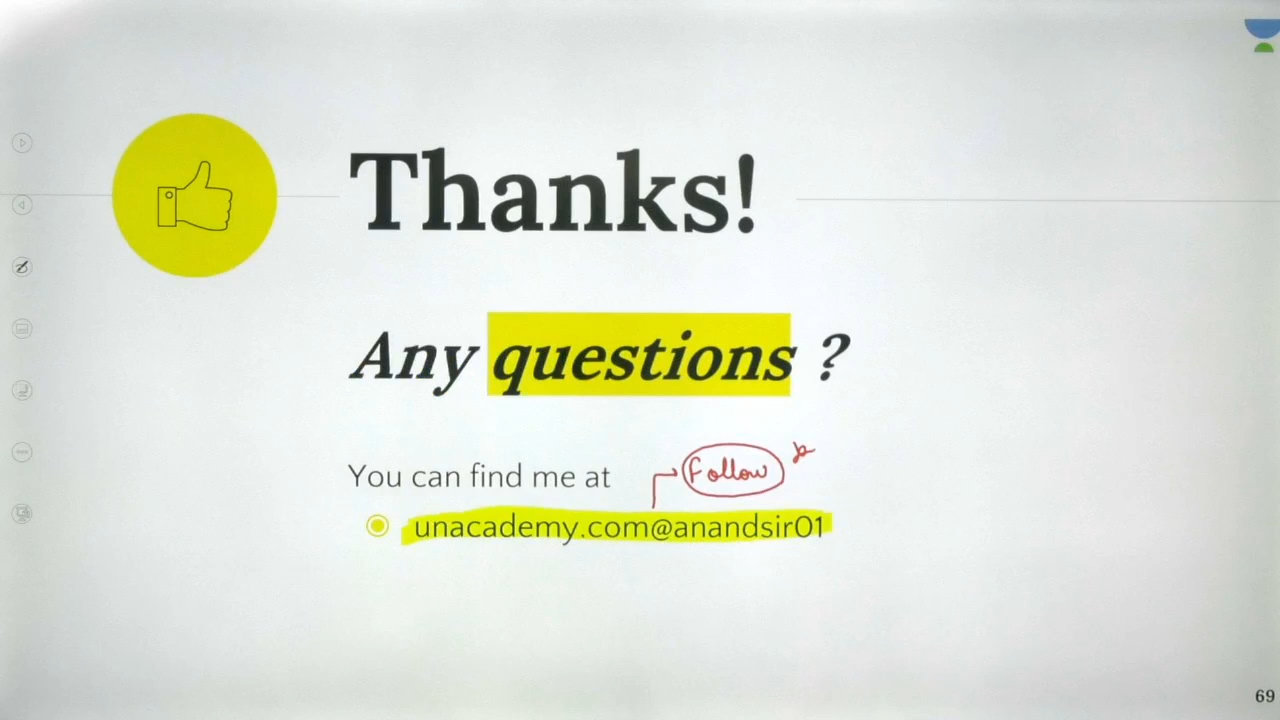 Thanks!
Any questions ?
You can find me at
Follow
unacademy.com@anandsir01
69